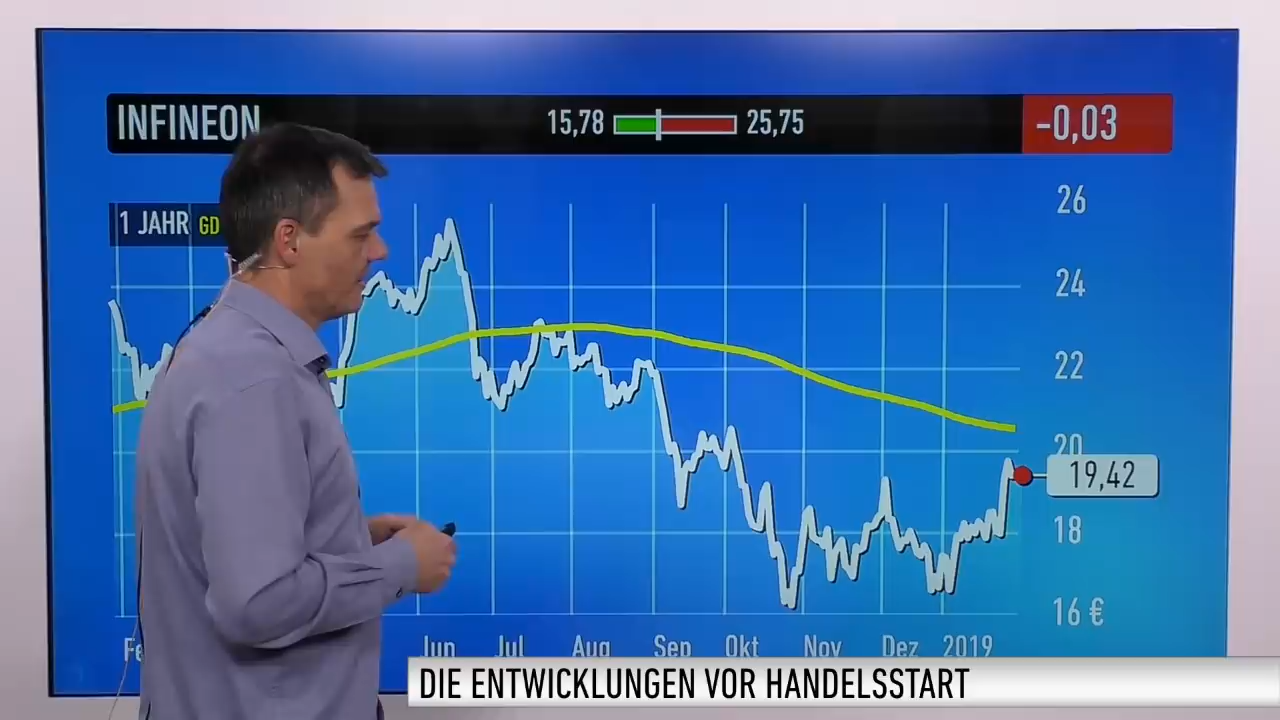 INFINEON 15,78 25,75 -0,03
1 JAHR GD
26
24
22
20
19,42
18
16 €
Jun Jul Aug Sep Okt Nov Dez 2019
DIE ENTWICKLUNGEN VOR HANDELSSTART